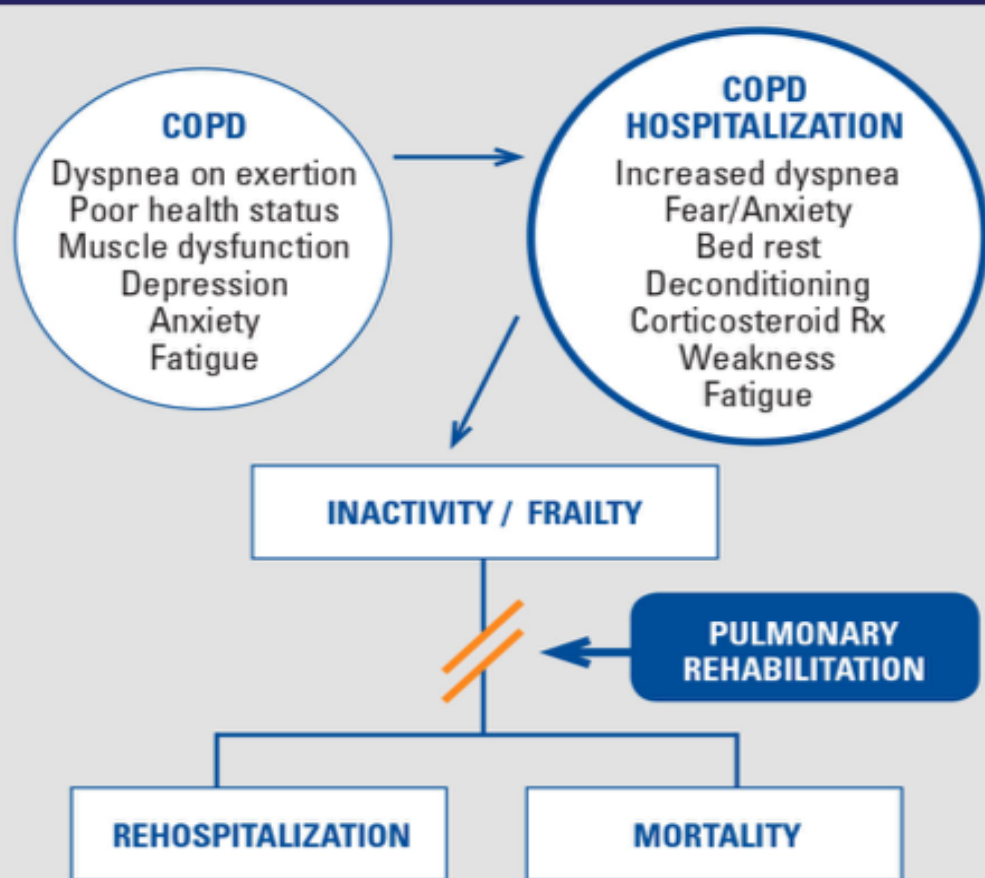 COPD
Dyspnea on exertion
Poor health status
Muscle dysfunction
Depression
Anxiety
Fatigue
COPD
HOSPITALIZATION
Increased dyspnea
Fear/Anxiety
Bed rest
Deconditioning
Corticosteroid Rx
Weakness
Fatigue
INACTIVITY / FRAILTY
PULMONARY
REHABILITATION
REHOSPITALIZATION
MORTALITY